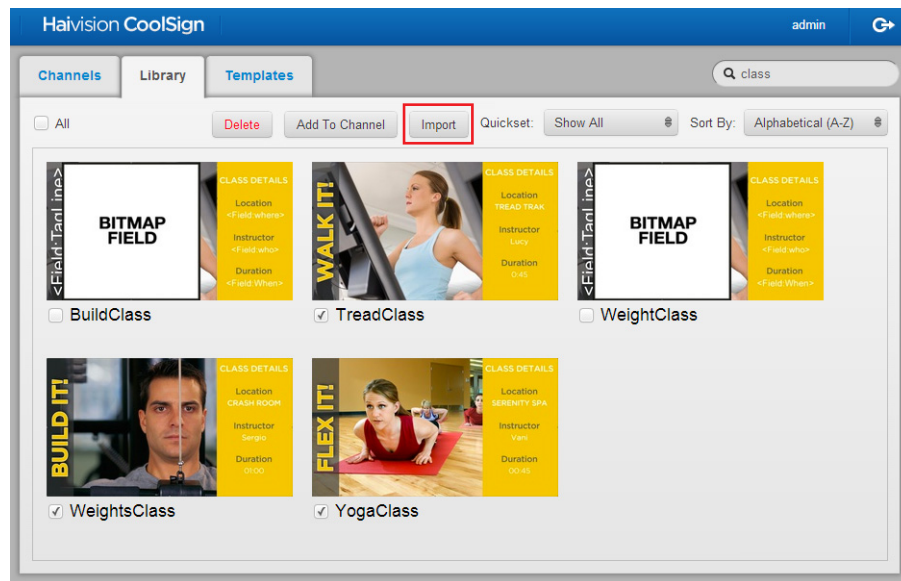 Haivision CoolSign
admin
Channels
Library
Templates
class
All
Delete
Add To Channel
Import
Quickset:
Show All
Sort By:
Alphabetical (A-Z)
<Field:TagLine>
BITMAP
FIELD
CLASS DETAILS
Location
<Field:where>
Instructor
<Field:who>
Duration
<Field:When>
BuildClass
WALK IT!
CLASS DETAILS
Location
TREAD TRAK
Instructor
Lucy
Duration
0:45
TreadClass
<Field:TagLine>
BITMAP
FIELD
CLASS DETAILS
Location
<Field:where>
Instructor
<Field:who>
Duration
<Field:When>
WeightClass
BUILD IT!
CLASS DETAILS
Location
CRASH ROOM
Instructor
Sergio
Duration
01:00
WeightsClass
FLEX IT!
CLASS DETAILS
Location
SERENITY SPA
Instructor
Vani
Duration
00:45
YogaClass